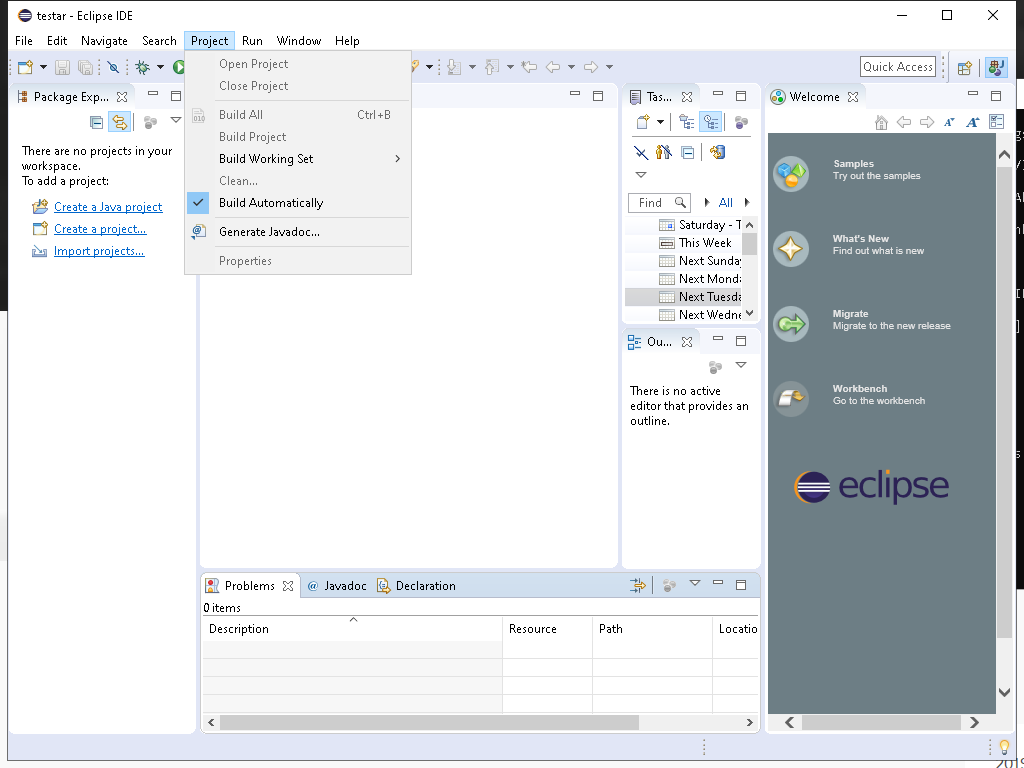 testar - Eclipse IDE
File Edit Navigate Search Project Run Window Help
Quick Access
Open Project
Close Project
Build All Ctrl+B
Build Project
Build Working Set
Clean...
Build Automatically
Generate Javadoc...
Properties
Package Exp...
There are no projects in your
workspace.
To add a project:
Create a Java project
Create a project...
Import projects...
Tas...
Find All
Saturday - T
This Week
Next Sunday
Next Monda
Next Tuesda
Next Wedne
Ou...
There is no active
editor that provides an
outline.
Welcome
Samples
Try out the samples
What's New
Find out what is new
Migrate
Migrate to the new release
Workbench
Go to the workbench
eclipse
Problems @ Javadoc Declaration
0 items
Description Resource Path Locatio
2019